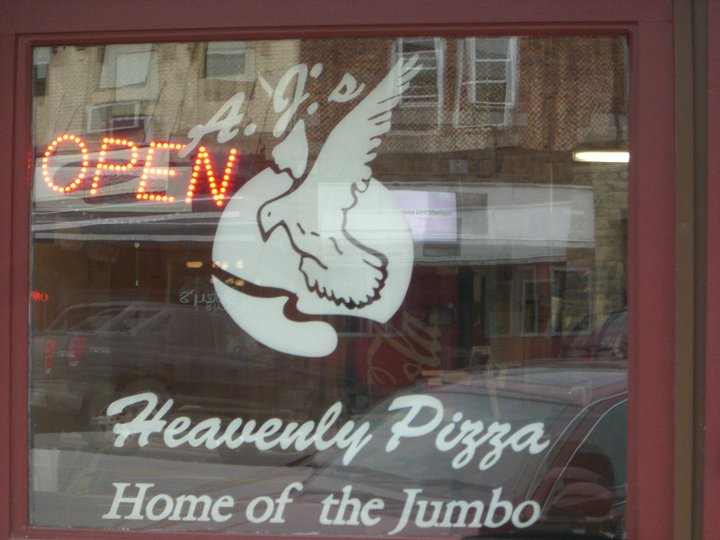 A.J.'s
OPEN
Heavenly Pizza
Home of the Jumbo